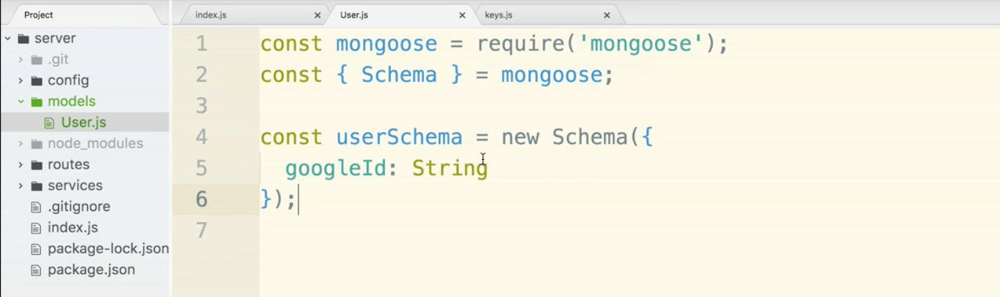 Project
server
.git
config
models
User.js
node_modules
routes
services
.gitignore
index.js
package-lock.json
package.json
index.js
User.js
keys.js
1 const mongoose = require('mongoose');
2 const { Schema } = mongoose;
3
4 const userSchema = new Schema({
5   googleId: String
6 });
7